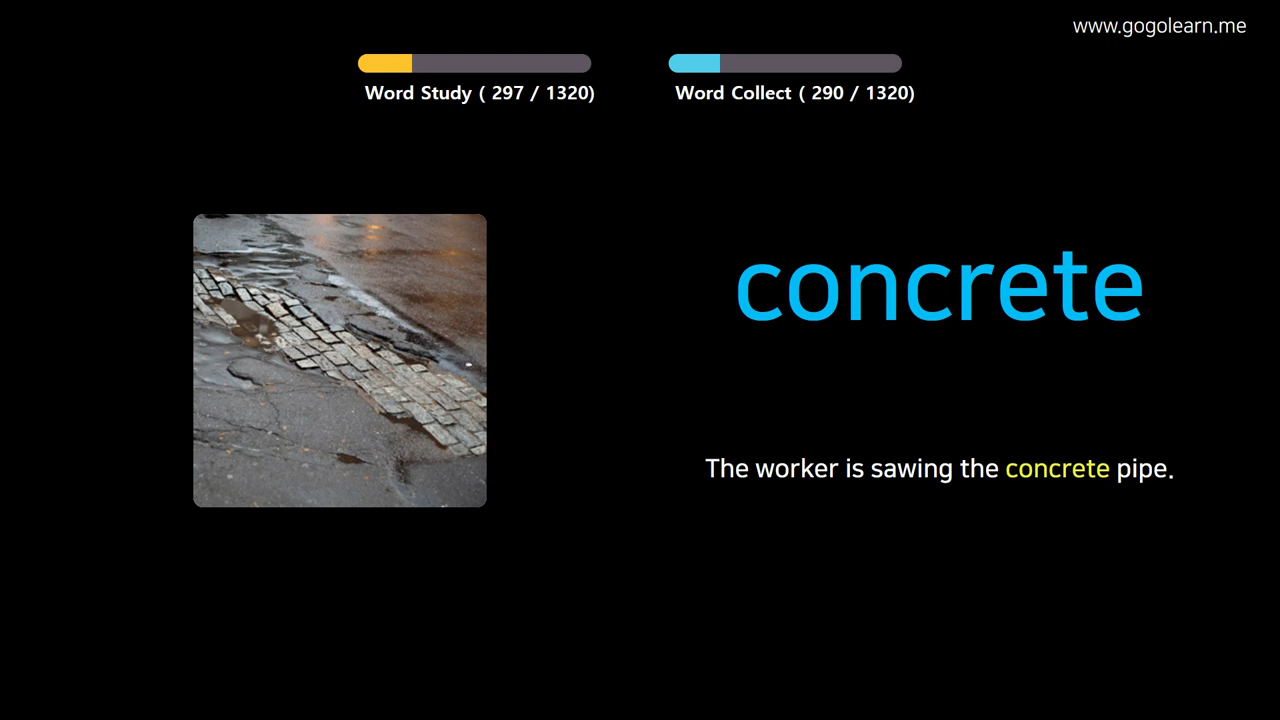 www.gogolearn.me
Word Study ( 297 / 1320)
Word Collect ( 290 / 1320)
concrete
The worker is sawing the concrete pipe.